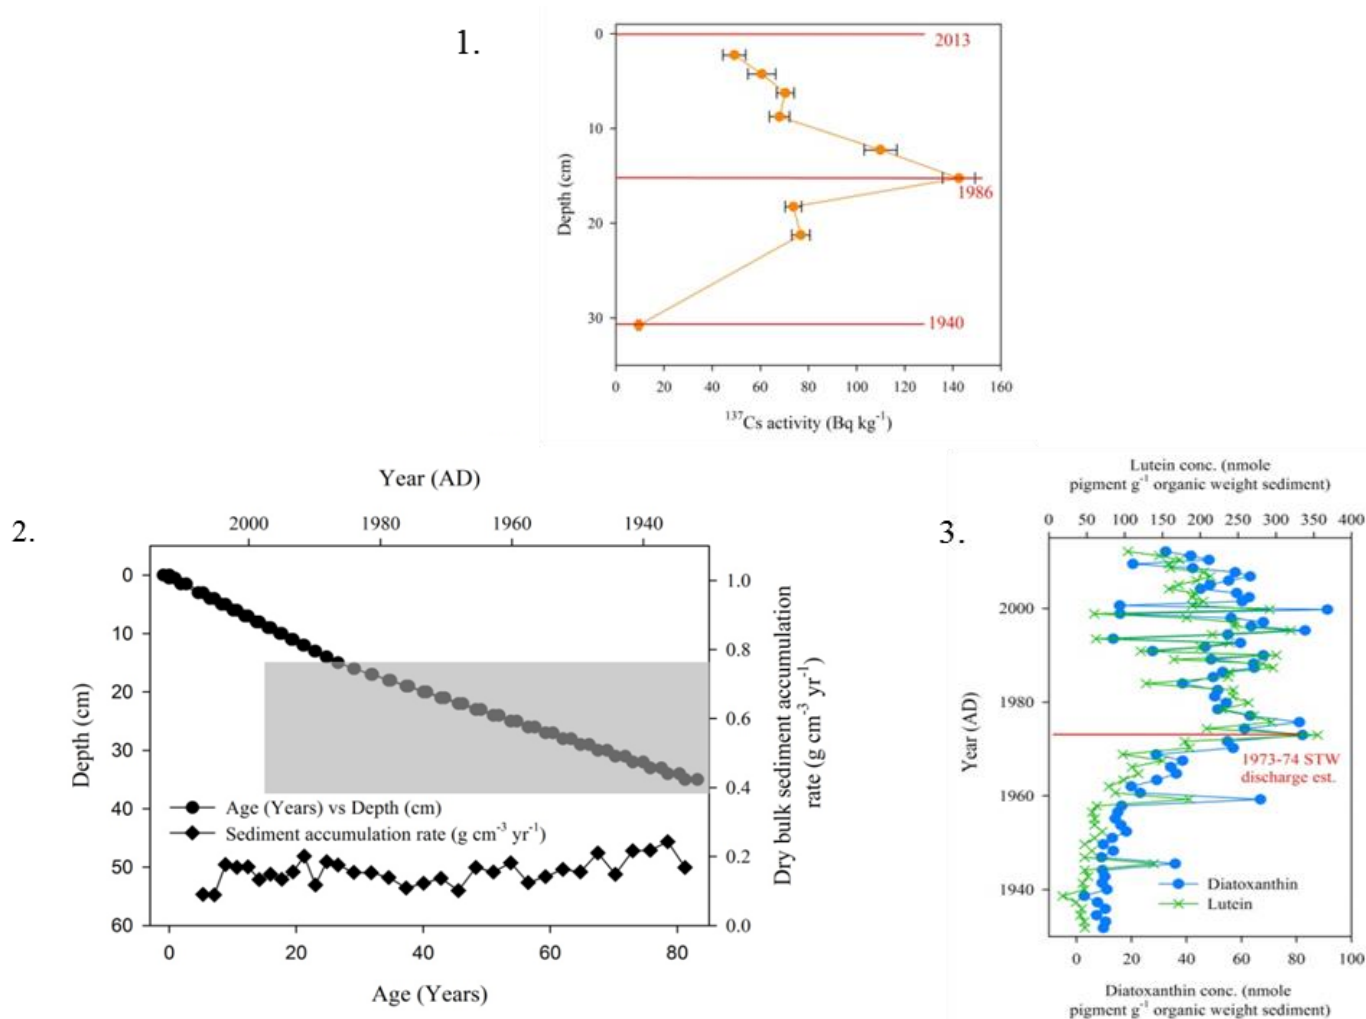 1.
0
10
20
30
Depth (cm)
2013
1986
1940
0 20 40 60 80 100 120 140 160
¹³⁷Cs activity (Bq kg⁻¹)
2.
Year (AD)
2000 1980 1960 1940
0
10
20
30
40
50
60
Depth (cm)
1.0
0.8
0.6
0.4
0.2
0.0
Dry bulk sediment accumulation
rate (g cm⁻³ yr⁻¹)
Age (Years) vs Depth (cm)
Sediment accumulation rate (g cm⁻³ yr⁻¹)
0 20 40 60 80
Age (Years)
3.
Lutein conc. (nmole
pigment g⁻¹ organic weight sediment)
0 50 100 150 200 250 300 350 400
2000
1980
1960
1940
Year (AD)
1973-74 STW
discharge est.
Diatoxanthin
Lutein
0 20 40 60 80 100
Diatoxanthin conc. (nmole
pigment g⁻¹ organic weight sediment)